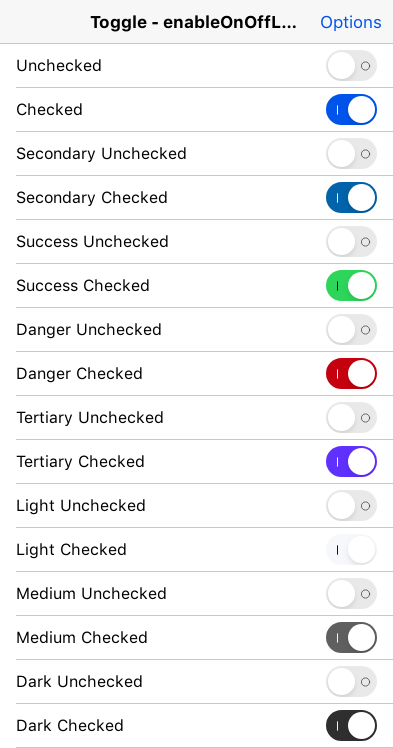 Toggle - enableOnOffL...
Options
Unchecked
Checked
Secondary Unchecked
Secondary Checked
Success Unchecked
Success Checked
Danger Unchecked
Danger Checked
Tertiary Unchecked
Tertiary Checked
Light Unchecked
Light Checked
Medium Unchecked
Medium Checked
Dark Unchecked
Dark Checked